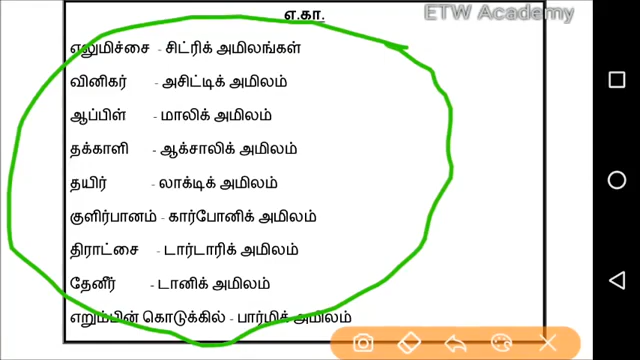 ETW Academy
எ.கா.
எலுமிச்சை - சிட்ரிக் அமிலங்கள்
வினிகர் - அசிட்டிக் அமிலம்
ஆப்பிள் - மாலிக் அமிலம்
தக்காளி - ஆக்சாலிக் அமிலம்
தயிர் - லாக்டிக் அமிலம்
குளிர்பானம் - கார்போனிக் அமிலம்
திராட்சை - டார்டாரிக் அமிலம்
தேனீர் - டானிக் அமிலம்
எறும்பின் கொடுக்கில் - பார்மிக் அமிலம்